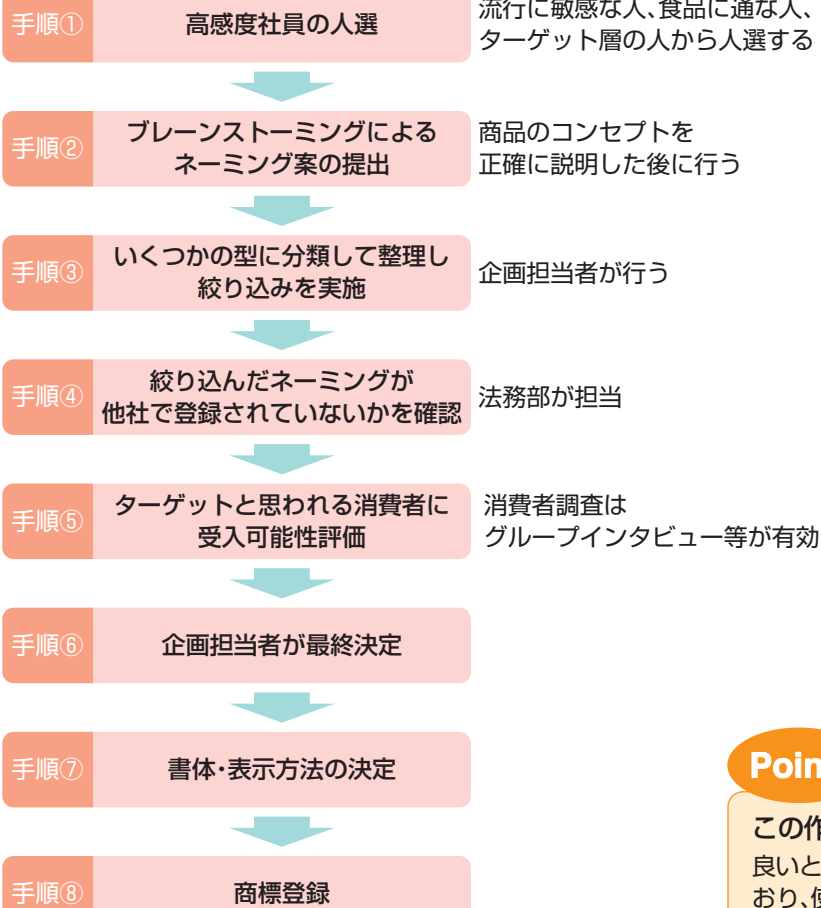 手順①
高感度社員の人選
流行に敏感な人、食品に通な人、
ターゲット層の人から人選する
手順②
ブレーンストーミングによる
ネーミング案の提出
商品のコンセプトを
正確に説明した後に行う
手順③
いくつかの型に分類して整理し
絞り込みを実施
企画担当者が行う
手順④
絞り込んだネーミングが
他社で登録されていないかを確認
法務部が担当
手順⑤
ターゲットと思われる消費者に
受入可能性評価
消費者調査は
グループインタビュー等が有効
手順⑥
企画担当者が最終決定
手順⑦
書体・表示方法の決定
手順⑧
商標登録
Poin
この作
良いと
おり、使